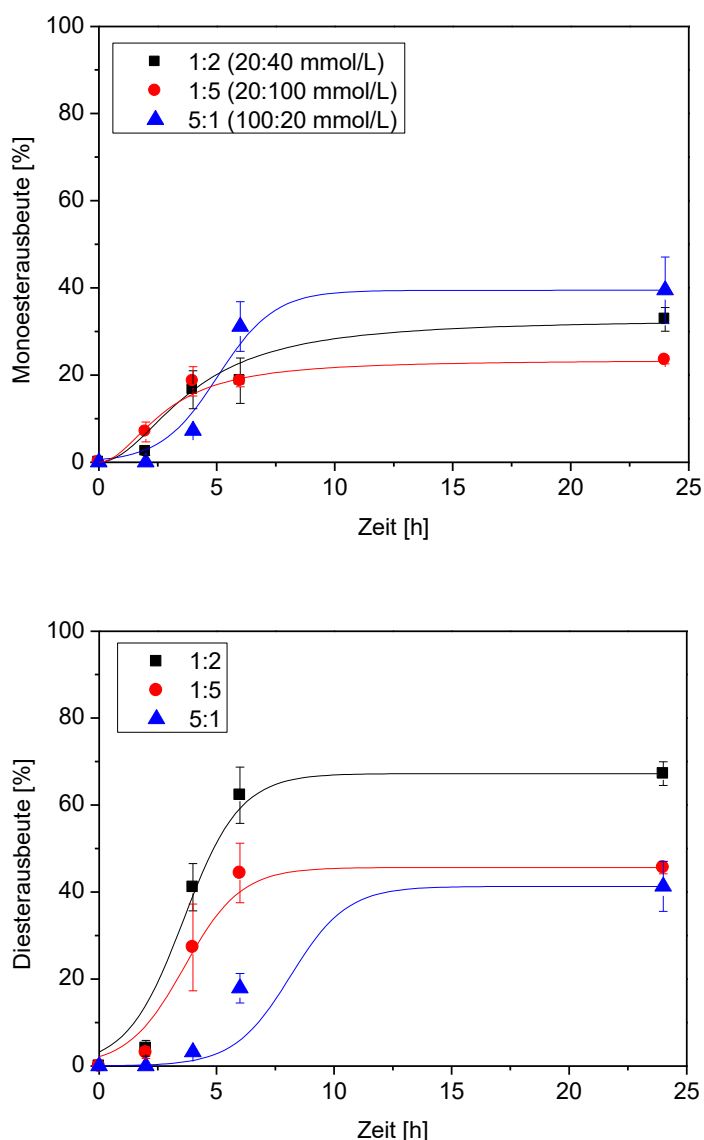 100
80
60
40
20
0
Monoesterausbeute [%]
1:2 (20:40 mmol/L)
1:5 (20:100 mmol/L)
5:1 (100:20 mmol/L)
0 5 10 15 20 25
Zeit [h]
100
80
60
40
20
0
Diesterausbeute [%]
1:2
1:5
5:1
0 5 10 15 20 25
Zeit [h]